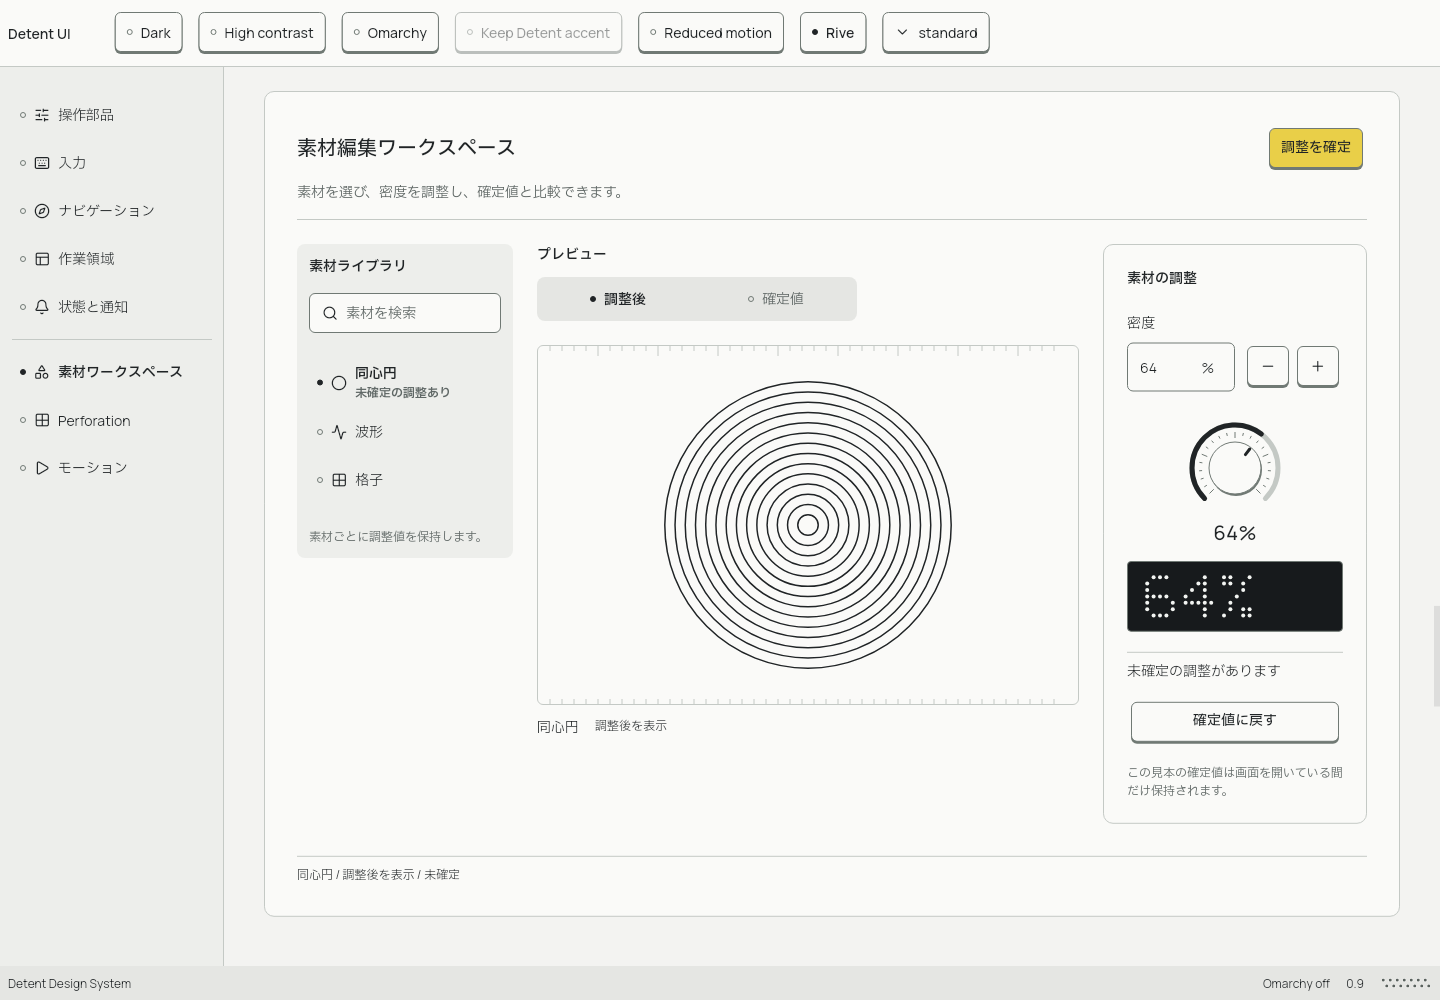 Detent UI
Dark
High contrast
Omarchy
Keep Detent accent
Reduced motion
Rive
standard
操作部品
入力
ナビゲーション
作業領域
状態と通知
素材ワークスペース
Perforation
モーション
素材編集ワークスペース
調整を確定
素材を選び、密度を調整し、確定値と比較できます。
素材ライブラリ
素材を検索
同心円
未確定の調整あり
波形
格子
素材ごとに調整値を保持します。
プレビュー
調整後
確定値
同心円 調整後を表示
素材の調整
密度
64 %
64%
64%
未確定の調整があります
確定値に戻す
この見本の確定値は画面を開いている間
だけ保持されます。
同心円 / 調整後を表示 / 未確定
Detent Design System
Omarchy off 0.9